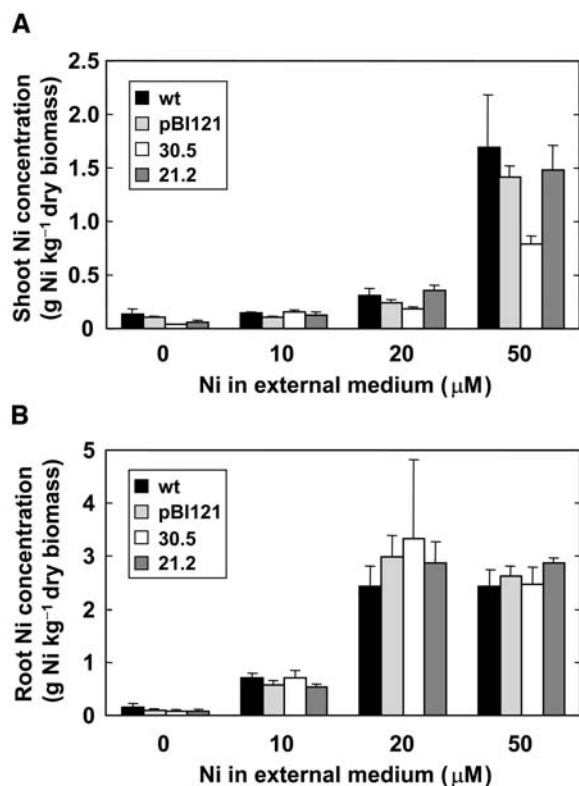 A
Shoot Ni concentration
(g Ni kg⁻¹ dry biomass)
2.5
2.0
1.5
1.0
0.5
0
wt
pBI121
30.5
21.2
0 10 20 50
Ni in external medium (μM)
B
Root Ni concentration
(g Ni kg⁻¹ dry biomass)
5
4
3
2
1
0
wt
pBI121
30.5
21.2
0 10 20 50
Ni in external medium (μM)